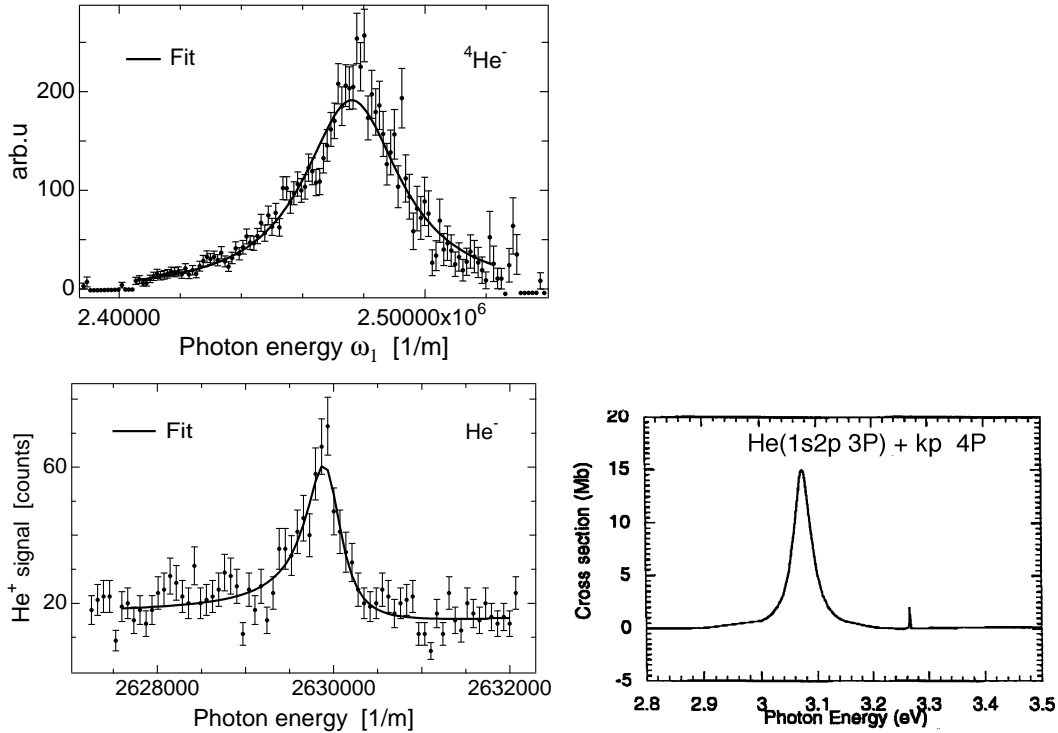 Fit
⁴He⁻
200
100
0
arb.u
2.40000
2.50000x10⁶
Photon energy ω₁ [1/m]
Fit
He⁻
60
20
He⁺ signal [counts]
2628000
2630000
2632000
Photon energy [1/m]
He(1s2p 3P) + kp 4P
20
15
10
5
0
-5
Cross section (Mb)
2.8
2.9
3
3.1
3.2
3.3
3.4
3.5
Photon Energy (eV)